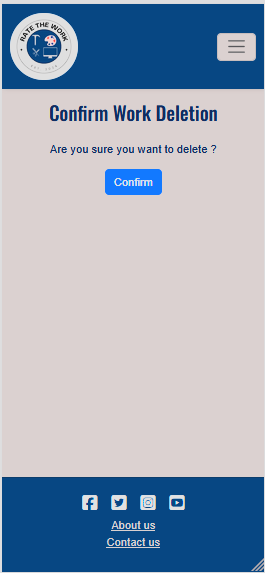 RATE THE WORK
Confirm Work Deletion
Are you sure you want to delete ?
Confirm
About us
Contact us